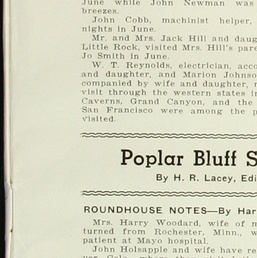 June while John Newman was
breezes.
John Cobb, machinist helper,
nights in June.
Mr. and Mrs. Jack Hill and daug
Little Rock, visited Mrs. Hill's pare
Jo Smith in June.
W. T. Reynolds, electrician, acco
and daughter, and Marion Johnso
companied by wife and daughter, r
visit through the western states i
Caverns, Grand Canyon, and the
San Francisco were among the p
visited.
Poplar Bluff S
By H. R. Lacey, Edi
ROUNDHOUSE NOTES—By Har
Mrs. Harry Woodard, wife of m
turned from Rochester, Minn., w
patient at Mayo hospital.
John Holsapple and wife have re